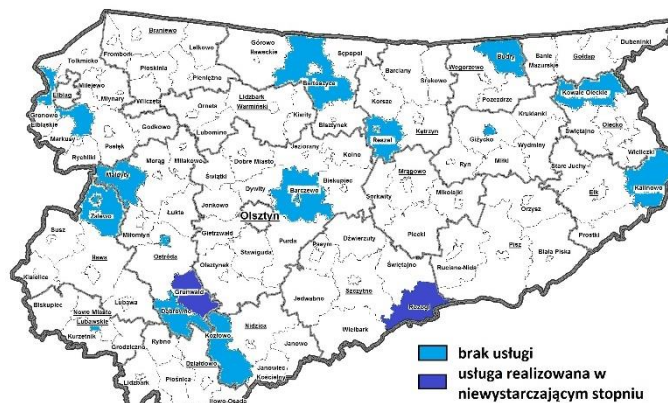 Braniewo
Frombork
Lelkowo
Górowo
Iławeckie
Sępopol
Tolkmicko
Płoskinia
Pieniężno
Bartoszyce
Barciany
Srokowo
Węgorzewo
Budry
Banie
Mazurskie
Gołdap
Dubeninki
Milejewo
Elbląg
Młynary
Wilczęta
Orneta
Lidzbark
Warmiński
Kiwity
Korsze
Pozezdrze
Kruklanki
Kowale Oleckie
Gronowo
Elbląskie
Markusy
Pasłęk
Godkowo
Lubomino
Bisztynek
Reszel
Kętrzyn
Giżycko
Wydminy
Świętajno
Olecko
Wieliczki
Rychliki
Morąg
Miłakowo
Świątki
Dobre Miasto
Jeziorany
Kolno
Ryn
Miłki
Stare Juchy
Małdyty
Dywity
Barczewo
Biskupiec
Mrągowo
Mikołajki
Ełk
Kalinowo
Zalewo
Łukta
Jonkowo
Olsztyn
Sorkwity
Orzysz
Susz
Miłomłyn
Gietrzwałd
Purda
Pasym
Dźwierzuty
Piecki
Prostki
Kisielice
Iława
Ostróda
Olsztynek
Stawiguda
Świętajno
Ruciane-Nida
Pisz
Biała Piska
Biskupiec
Nowe Miasto
Lubawskie
Lubawa
Grunwald
Dąbrówno
Jedwabno
Szczytno
Rozogi
Kurzętnik
Grodziczno
Rybno
Kozłowo
Nidzica
Wielbark
Działdowo
Janowo
Lidzbark
Płośnica
Janowiec
Kościelny
Iłowo-Osada
brak usługi
usługa realizowana w
niewystarczającym stopniu